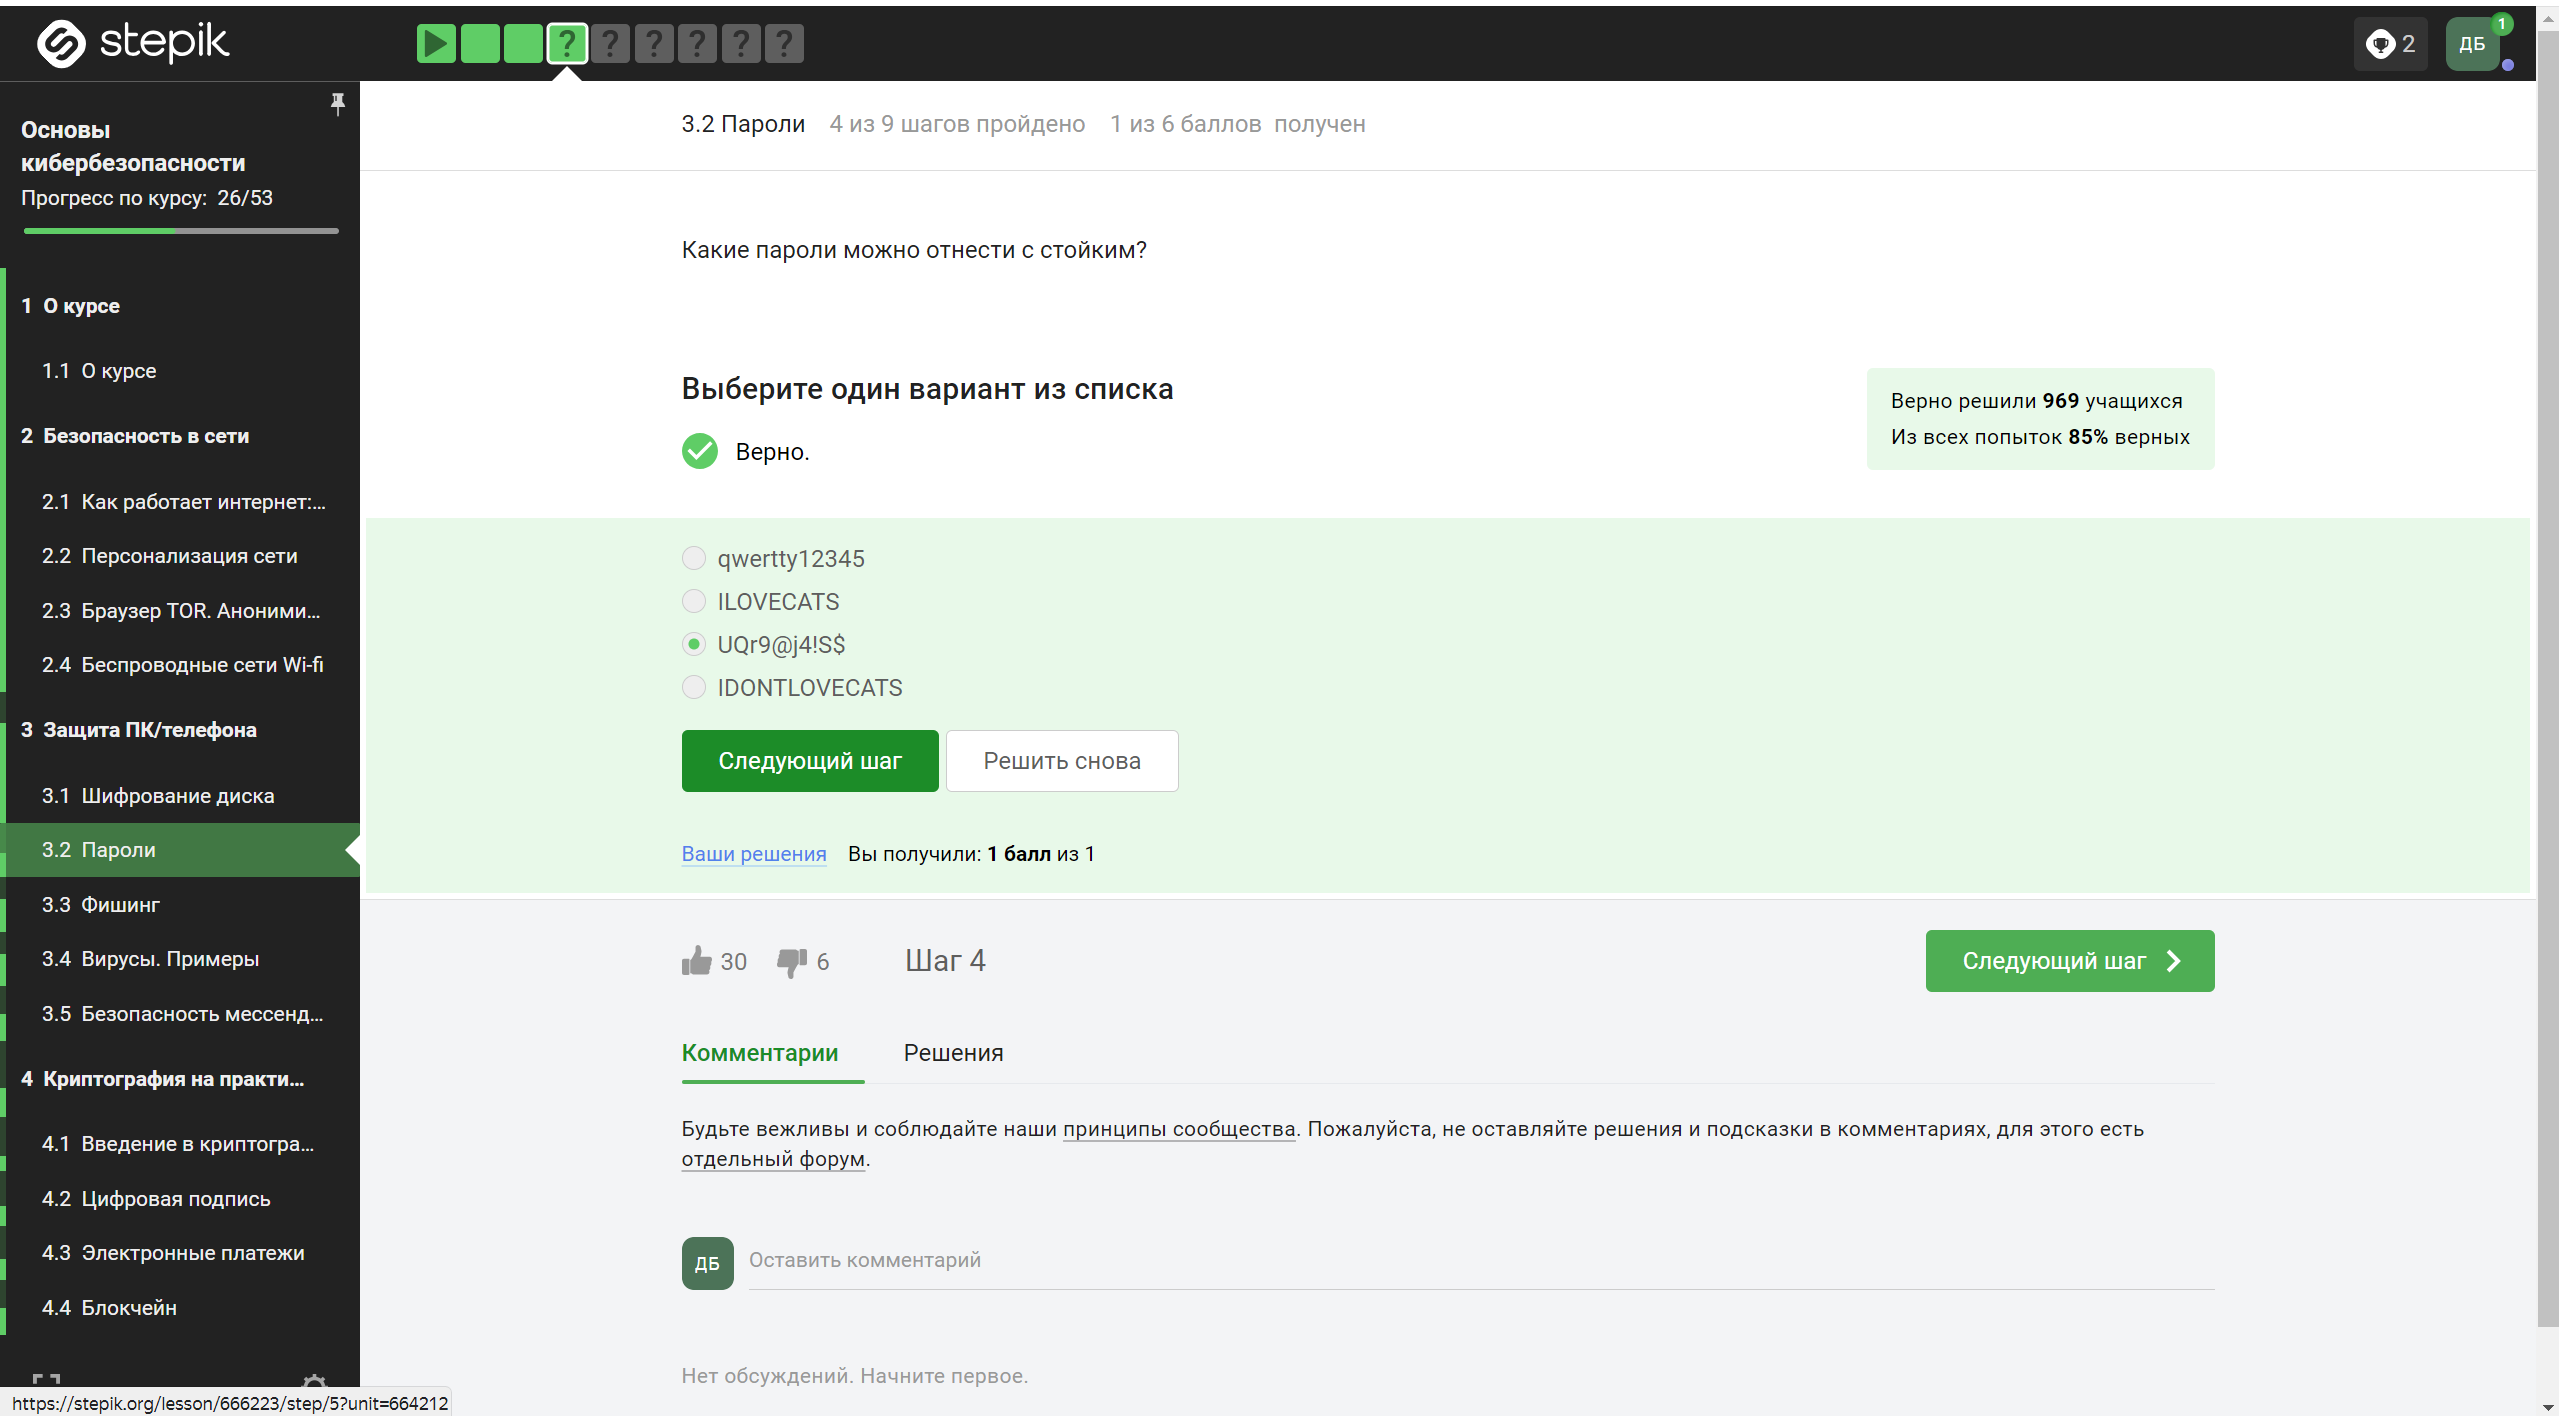 stepik
? ? ? ? ? ?
2
ДБ
1
Основы
кибербезопасности
Прогресс по курсу: 26/53
1 О курсе
1.1 О курсе
2 Безопасность в сети
2.1 Как работает интернет:...
2.2 Персонализация сети
2.3 Браузер TOR. Аноними...
2.4 Беспроводные сети Wi-fi
3 Защита ПК/телефона
3.1 Шифрование диска
3.2 Пароли
3.3 Фишинг
3.4 Вирусы. Примеры
3.5 Безопасность мессенд...
4 Криптография на практи...
4.1 Введение в криптогра...
4.2 Цифровая подпись
4.3 Электронные платежи
4.4 Блокчейн
3.2 Пароли 4 из 9 шагов пройдено 1 из 6 баллов получен
Какие пароли можно отнести с стойким?
Выберите один вариант из списка
Верно.
Верно решили 969 учащихся
Из всех попыток 85% верных
qwertty12345
ILOVECATS
UQr9@j4!S$
IDONTLOVECATS
Следующий шаг Решить снова
Ваши решения Вы получили: 1 балл из 1
30 6 Шаг 4 Следующий шаг
Комментарии Решения
Будьте вежливы и соблюдайте наши принципы сообщества. Пожалуйста, не оставляйте решения и подсказки в комментариях, для этого есть
отдельный форум.
ДБ Оставить комментарий
Нет обсуждений. Начните первое.
https://stepik.org/lesson/666223/step/5?unit=664212